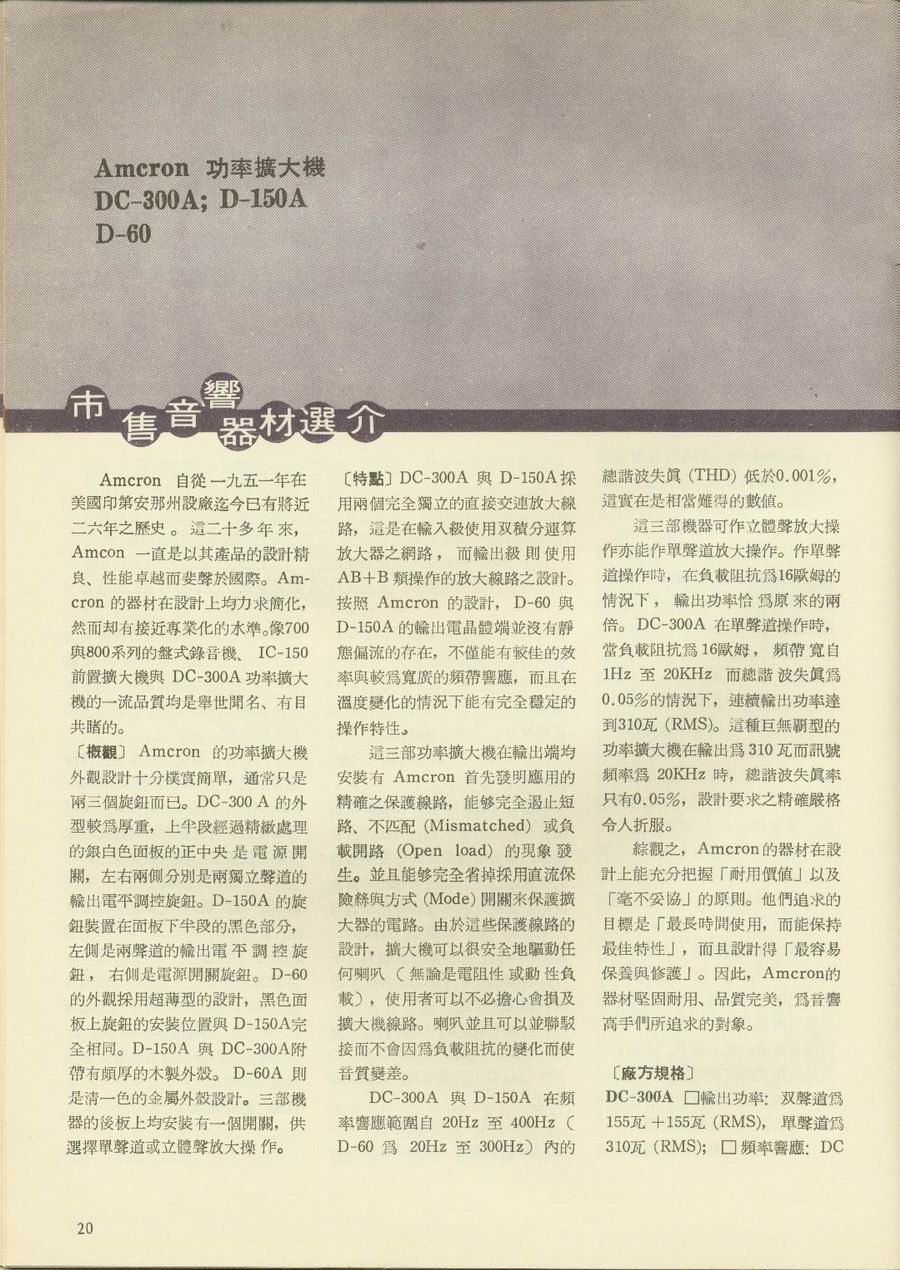 Amcron 功率擴大機
DC-300A; D-150A
D-60
市售音響器材選介
Amcron 自從一九五一年在
美國印第安那州設廠迄今已有將近
二六年之歷史。這二十多年來,
Amcon 一直是以其產品的設計精
良、性能卓越而斐聲於國際。Am-
cron 的器材在設計上均力求簡化,
然而却有接近專業化的水準。像700
與800系列的盤式錄音機、 IC-150
前置擴大機與 DC-300A 功率擴大
機的一流品質均是舉世聞名、有目
共睹的。
〔概觀〕 Amcron 的功率擴大機
外觀設計十分樸實簡單,通常只是
兩三個旋鈕而已。DC-300 A 的外
型較爲厚重,上半段經過精緻處理
的銀白色面板的正中央是電源開
關,左右兩側分別是兩獨立聲道的
輸出電平調控旋鈕。D-150A 的旋
鈕裝置在面板下半段的黑色部分,
左側是兩聲道的輸出電平調控旋
鈕,右側是電源開關旋鈕。D-60
的外觀採用超薄型的設計,黑色面
板上旋鈕的安裝位置與 D-150A完
全相同。D-150A 與 DC-300A附
帶有頗厚的木製外殼。 D-60A 則
是淸一色的金屬外殼設計。三部機
器的後板上均安裝有一個開關,供
選擇單聲道或立體聲放大操作。
〔特點〕DC-300A 與 D-150A採
用兩個完全獨立的直接交連放大線
路,這是在輸入級使用双積分運算
放大器之網路,而輸出級則使用
AB+B 類操作的放大線路之設計。
按照 Amcron 的設計, D-60 與
D-150A 的輸出電晶體端並沒有靜
態偏流的存在,不僅能有較佳的效
率與較爲寬廣的頻帶響應,而且在
溫度變化的情況下能有完全穩定的
操作特性。
這三部功率擴大機在輸出端均
安裝有 Amcron 首先發明應用的
精確之保護線路,能够完全遏止短
路、不匹配 (Mismatched) 或負
載開路 (Open load) 的現象發
生。並且能够完全省掉採用直流保
險絲與方式 (Mode) 開關來保護擴
大器的電路。由於這些保護線路的
設計,擴大機可以很安全地驅動任
何喇叭(無論是電阻性或動性負
載),使用者可以不必擔心會損及
擴大機線路。喇叭並且可以並聯駁
接而不會因爲負載阻抗的變化而使
音質變差。
DC-300A 與 D-150A 在頻
率響應範圍自 20Hz 至 400Hz (
D-60 爲 20Hz 至 300Hz) 內的
總諧波失眞 (THD) 低於0.001%,
這實在是相當難得的數值。
這三部機器可作立體聲放大操
作亦能作單聲道放大操作。作單聲
道操作時,在負載阻抗爲16歐姆的
情況下,輸出功率恰爲原來的兩
倍。 DC-300A 在單聲道操作時,
當負載阻抗爲 16歐姆,頻帶寬自
1Hz 至 20KHz 而總諧波失眞爲
0.05%的情況下,連續輸出功率達
到310瓦 (RMS)。這種巨無覇型的
功率擴大機在輸出爲 310 瓦而訊號
頻率爲 20KHz 時,總諧波失眞率
只有0.05%,設計要求之精確嚴格
令人折服。
綜觀之,Amcron的器材在設
計上能充分把握「耐用價值」以及
「毫不妥協」的原則。他們追求的
目標是「最長時間使用,而能保持
最佳特性」,而且設計得「最容易
保養與修護」。因此,Amcron的
器材堅固耐用、品質完美,爲音響
高手們所追求的對象。
〔廠方規格〕
DC-300A □輸出功率: 双聲道爲
155瓦+155瓦 (RMS), 單聲道爲
310瓦 (RMS); □頻率響應: DC
20